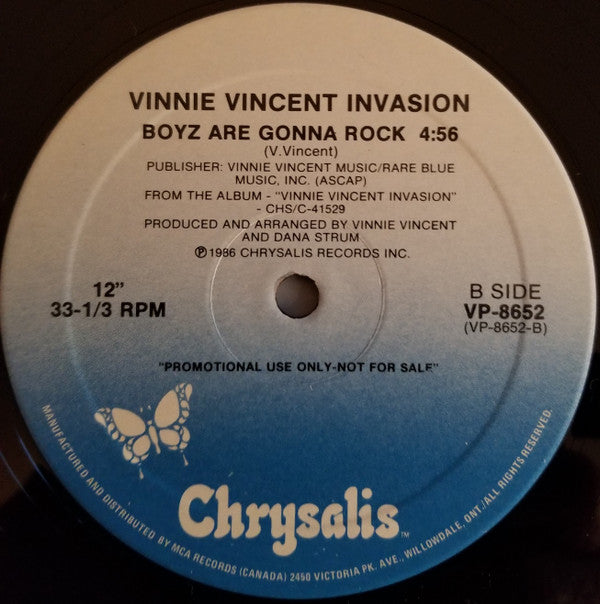 VINNIE VINCENT INVASION
BOYZ ARE GONNA ROCK 4:56
(V.Vincent)
PUBLISHER: VINNIE VINCENT MUSIC/RARE BLUE
MUSIC, INC. (ASCAP)
FROM THE ALBUM - "VINNIE VINCENT INVASION"
- CHS/C-41529
PRODUCED AND ARRANGED BY VINNIE VINCENT
AND DANA STRUM
℗1986 CHRYSALIS RECORDS INC.
12"
33-1/3 RPM
B SIDE
VP-8652
(VP-8652-B)
"PROMOTIONAL USE ONLY-NOT FOR SALE"
Chrysalis™
MANUFACTURED AND DISTRIBUTED BY MCA RECORDS (CANADA) 2450 VICTORIA PK. AVE., WILLOWDALE, ONT./ALL RIGHTS RESERVED.